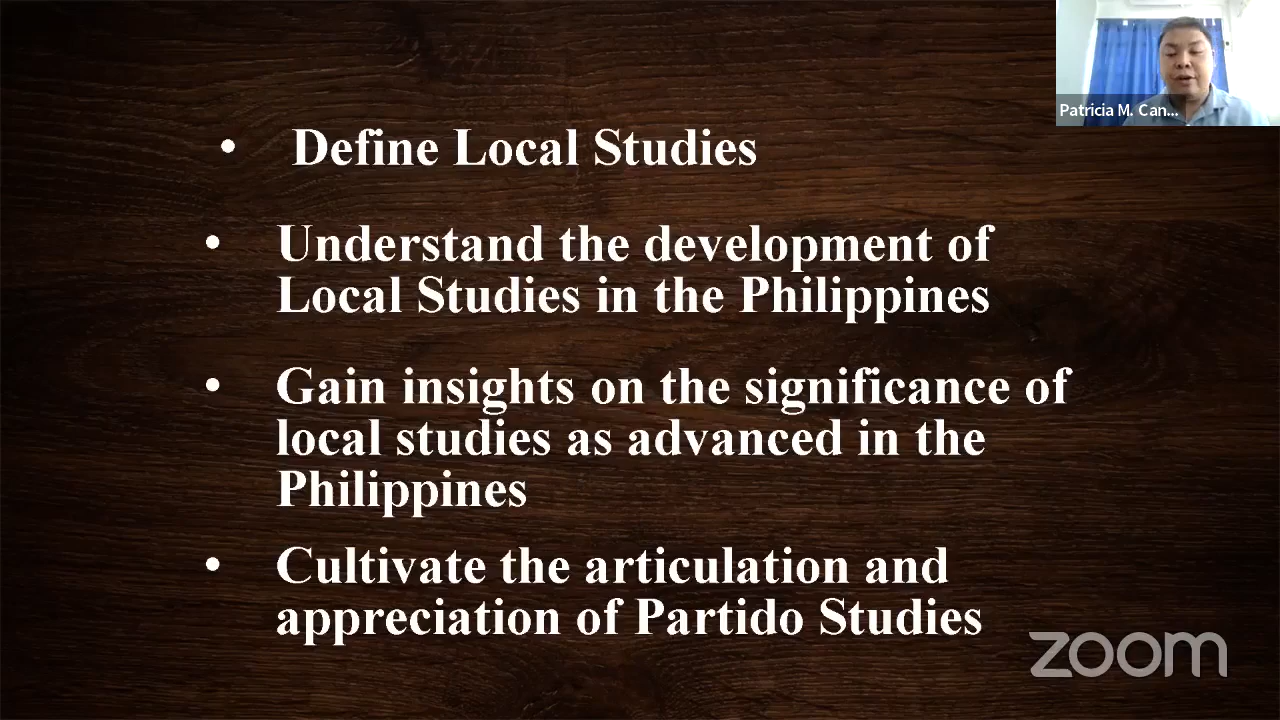 Patricia M. Can...
• Define Local Studies
• Understand the development of
Local Studies in the Philippines
• Gain insights on the significance of
local studies as advanced in the
Philippines
• Cultivate the articulation and
appreciation of Partido Studies
zoom